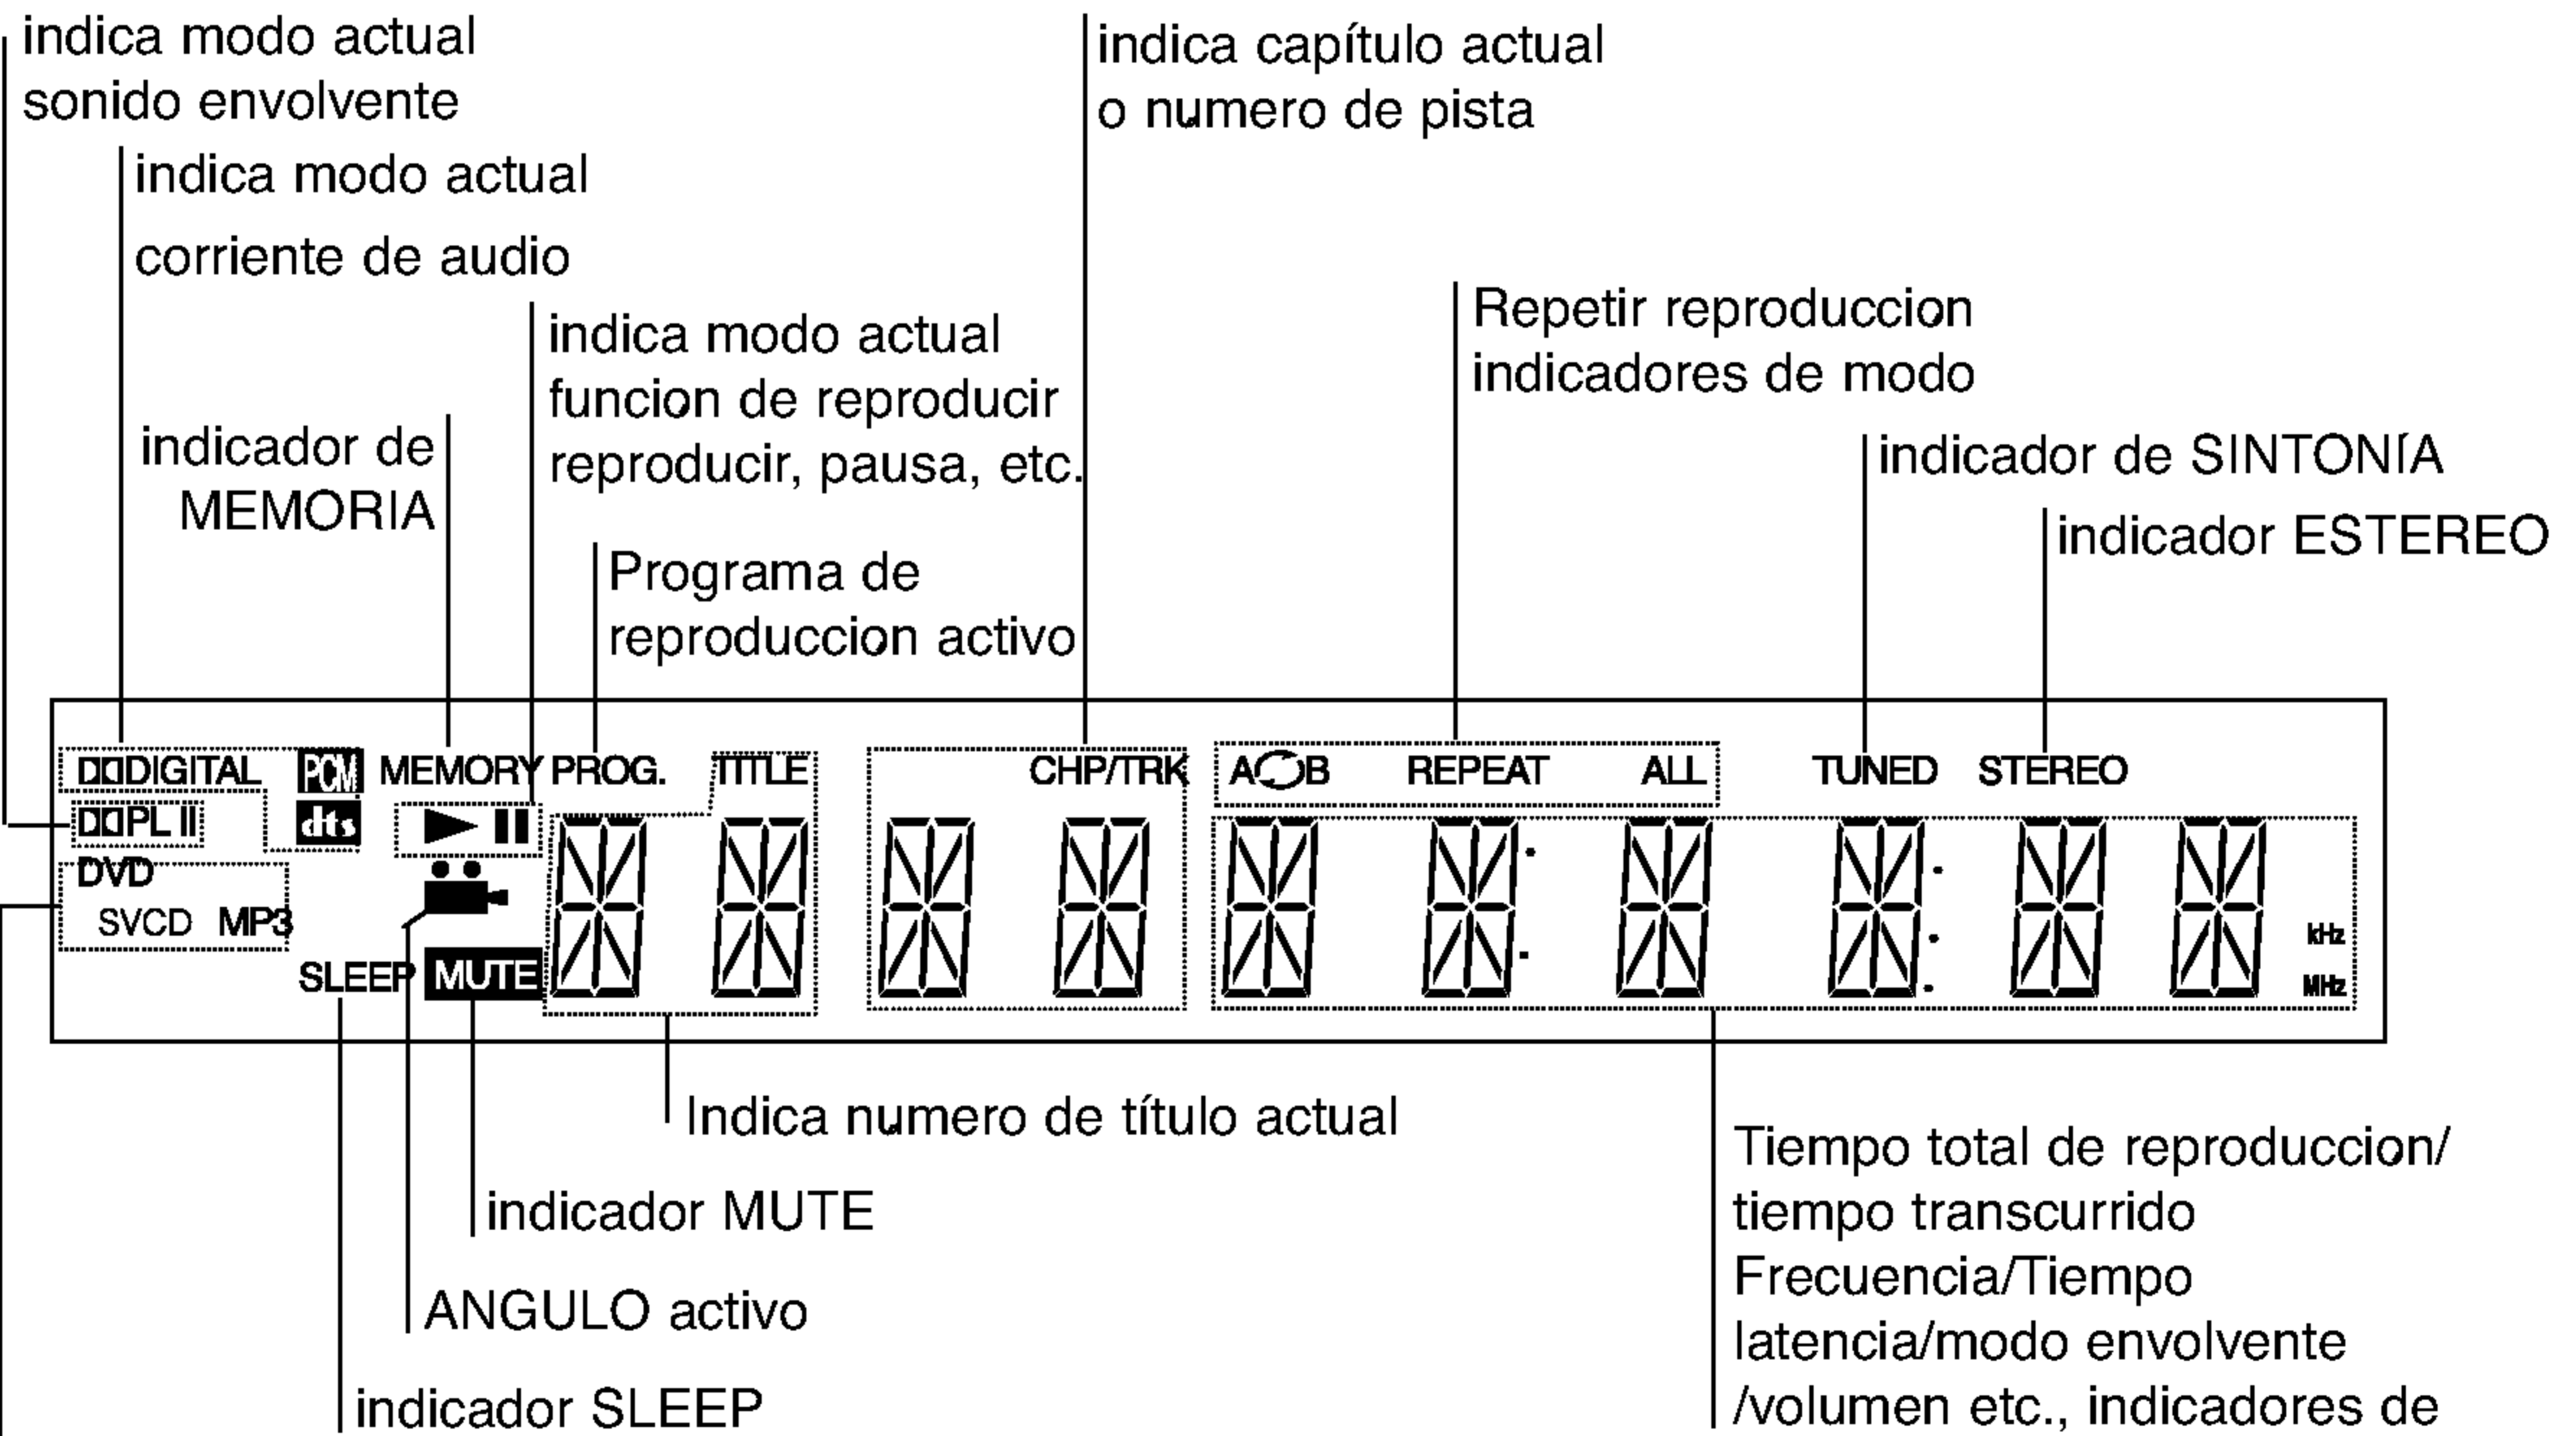 indica modo actual
sonido envolvente
indica capítulo actual
o numero de pista
indica modo actual
corriente de audio
indica modo actual
funcion de reproducir
reproducir, pausa, etc.
Repetir reproduccion
indicadores de modo
indicador de
MEMORIA
indicador de SINTONÍA
indicador ESTEREO
Programa de
reproduccion activo
DIGITAL PCM MEMORY PROG. TITLE CHP/TRK A B REPEAT ALL TUNED STEREO
PL II dts
DVD
SVCD MP3
kHz
SLEEP MUTE
MHz
Indica numero de título actual
indicador MUTE
ANGULO activo
indicador SLEEP
Tiempo total de reproduccion/
tiempo transcurrido
Frecuencia/Tiempo
latencia/modo envolvente
/volumen etc., indicadores de